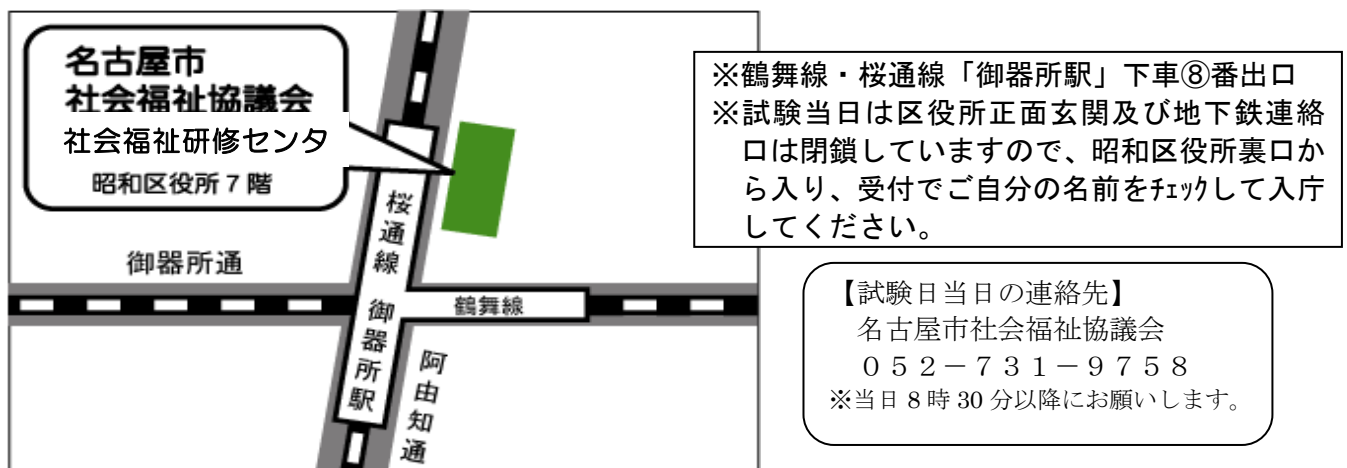 名古屋市
社会福祉協議会
社会福祉研修センタ
昭和区役所７階
桜通線
御器所駅
御器所通
鶴舞線
阿由知通
※鶴舞線・桜通線「御器所駅」下車⑧番出口
※試験当日は区役所正面玄関及び地下鉄連絡
口は閉鎖していますので、昭和区役所裏口か
ら入り、受付でご自分の名前をﾁｪｯｸして入庁
してください。
【試験日当日の連絡先】
名古屋市社会福祉協議会
０５２－７３１－９７５８
※当日 8 時 30 分以降にお願いします。